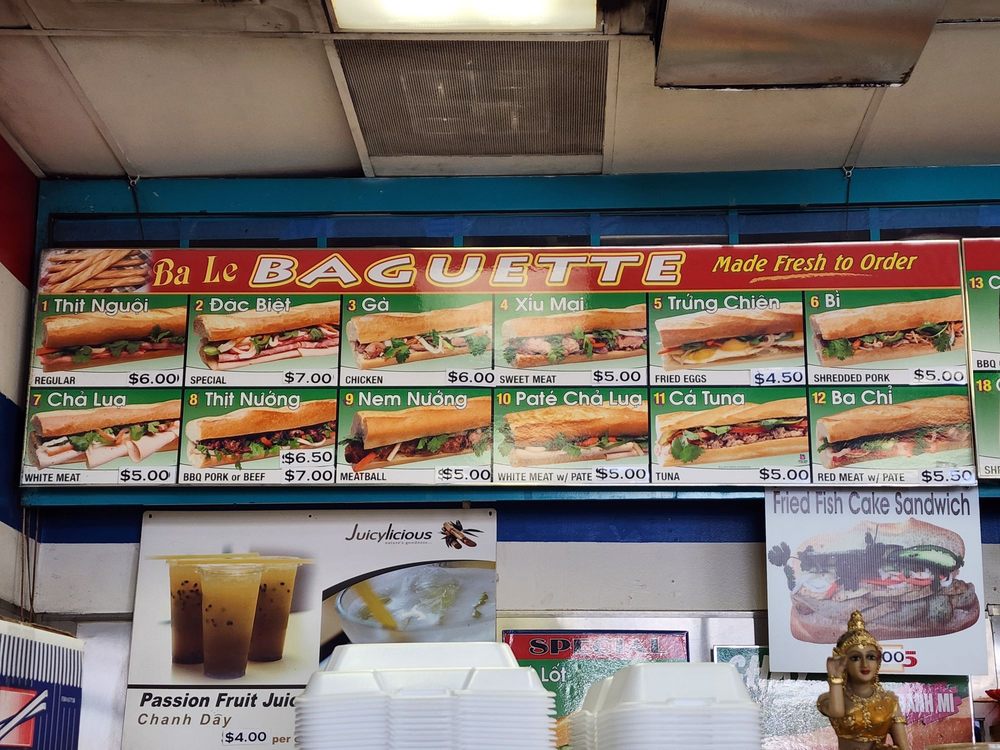 Ba Le BAGUETTE Made Fresh to Order
1 Thịt Nguội
REGULAR $6.00
2 Đặc Biệt
SPECIAL $7.00
3 Gà
CHICKEN $6.00
4 Xíu Mại
SWEET MEAT $5.00
5 Trứng Chiên
FRIED EGGS $4.50
6 Bì
SHREDDED PORK $5.00
13
BBQ
7 Chả Lụa
WHITE MEAT $5.00
8 Thịt Nướng
$6.50
BBQ PORK or BEEF $7.00
9 Nem Nướng
MEATBALL $5.00
10 Paté Chả Lụa
WHITE MEAT w/ PATE $5.00
11 Cá Tuna
TUNA $5.00
12 Ba Chỉ
RED MEAT w/ PATE $5.50
18
Juicylicious
Passion Fruit Juic
Chanh Dây
$4.00 per
SPECIAL
Lốt
Fried Fish Cake Sandwich
005